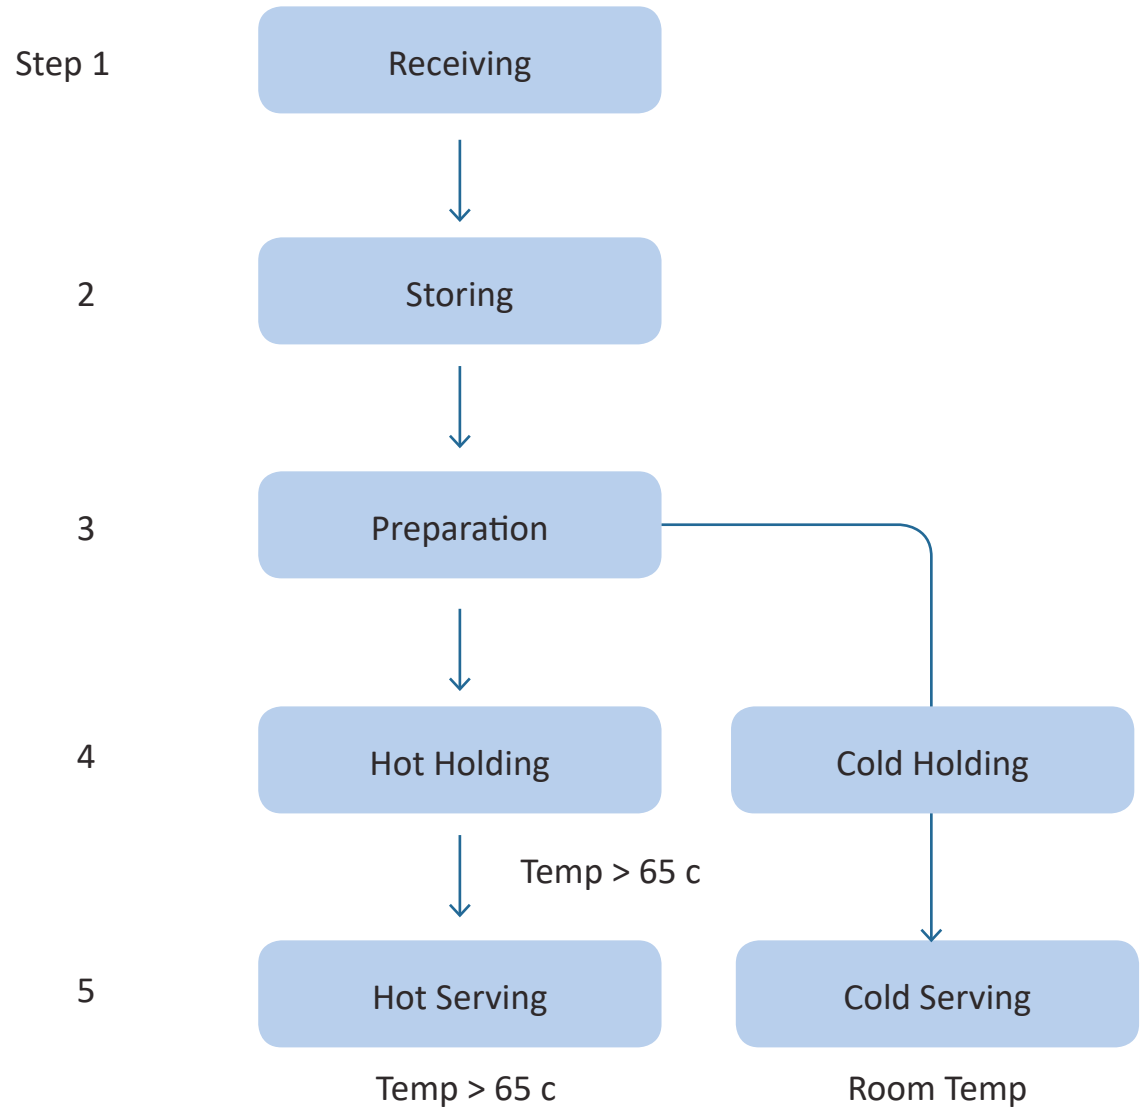 Step 1
Receiving
2
Storing
3
Preparation
4
Hot Holding
Cold Holding
Temp > 65 c
5
Hot Serving
Cold Serving
Temp > 65 c
Room Temp